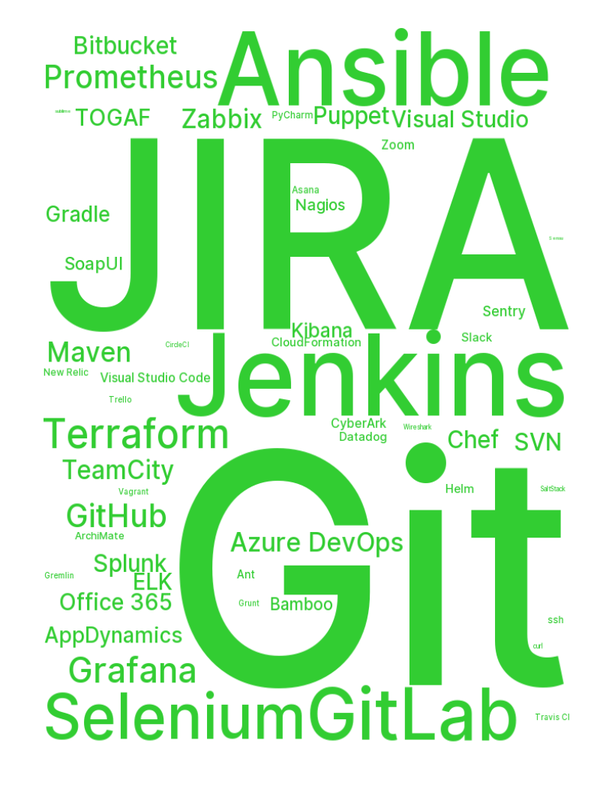 Bitbucket
Ansible
Prometheus
TOGAF
Zabbix
PyCharm
Puppet
Visual Studio
Zoom
JIRA
Asana
Nagios
Gradle
SoapUI
Sentry
Kibana
CloudFormation
Slack
Maven
CircleCI
Jenkins
New Relic
Visual Studio Code
Trello
Terraform
CyberArk
Datadog
Wireshark
Chef
SVN
TeamCity
Vagrant
Helm
SaltStack
GitHub
ArchiMate
Git
Azure DevOps
Splunk
Gremlin
ELK
Ant
Office 365
Grunt
Bamboo
ssh
AppDynamics
curl
Grafana
Selenium
GitLab
Travis CI